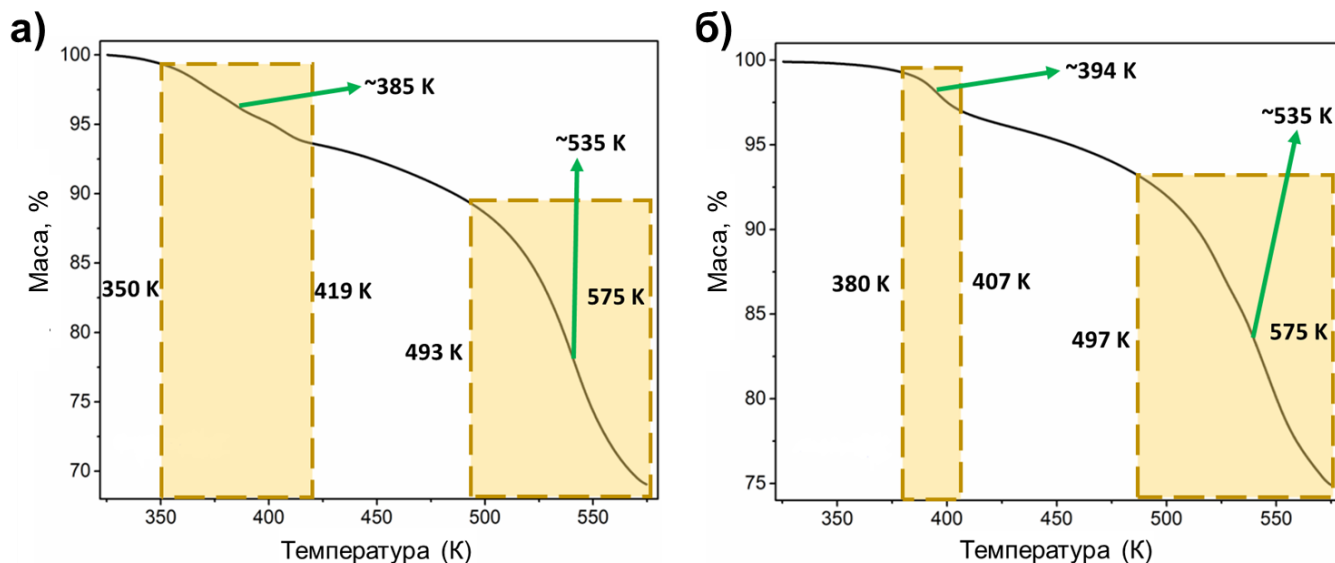 а)
100
95
90
85
80
75
70
Маса, %
350 K
419 K
493 K
575 K
~385 K
~535 K
350
400
450
500
550
Температура (К)
б)
100
95
90
85
80
75
Маса, %
380 K
407 K
497 K
575 K
~394 K
~535 K
350
400
450
500
550
Температура (К)